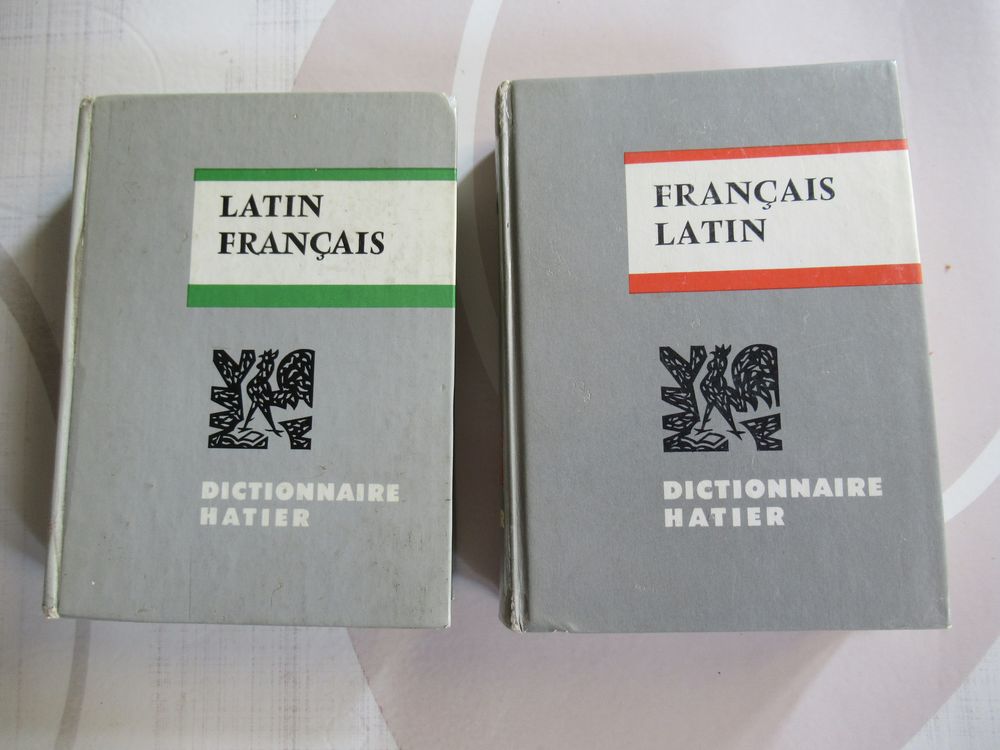 LATIN
FRANÇAIS
DICTIONNAIRE
HATIER
FRANÇAIS
LATIN
DICTIONNAIRE
HATIER